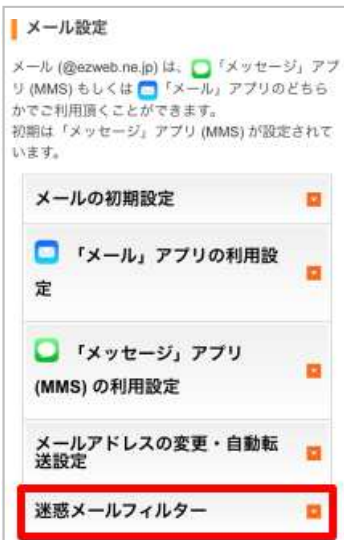 メール設定
メール (@ezweb.ne.jp) は、「メッセージ」アプ
リ (MMS) もしくは「メール」アプリのどちら
かでご利用頂くことができます。
初期は「メッセージ」アプリ (MMS) が設定されて
います。
メールの初期設定
「メール」アプリの利用設
定
「メッセージ」アプリ
(MMS) の利用設定
メールアドレスの変更・自動転
送設定
迷惑メールフィルター